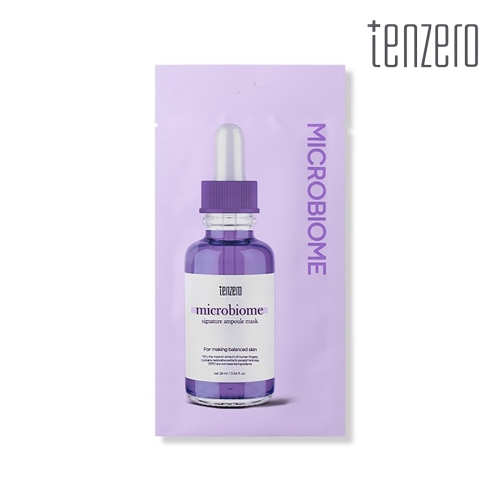 tenzero
MICROBIOME
tenzero
microbiome
signature ampoule mask
For making balanced skin